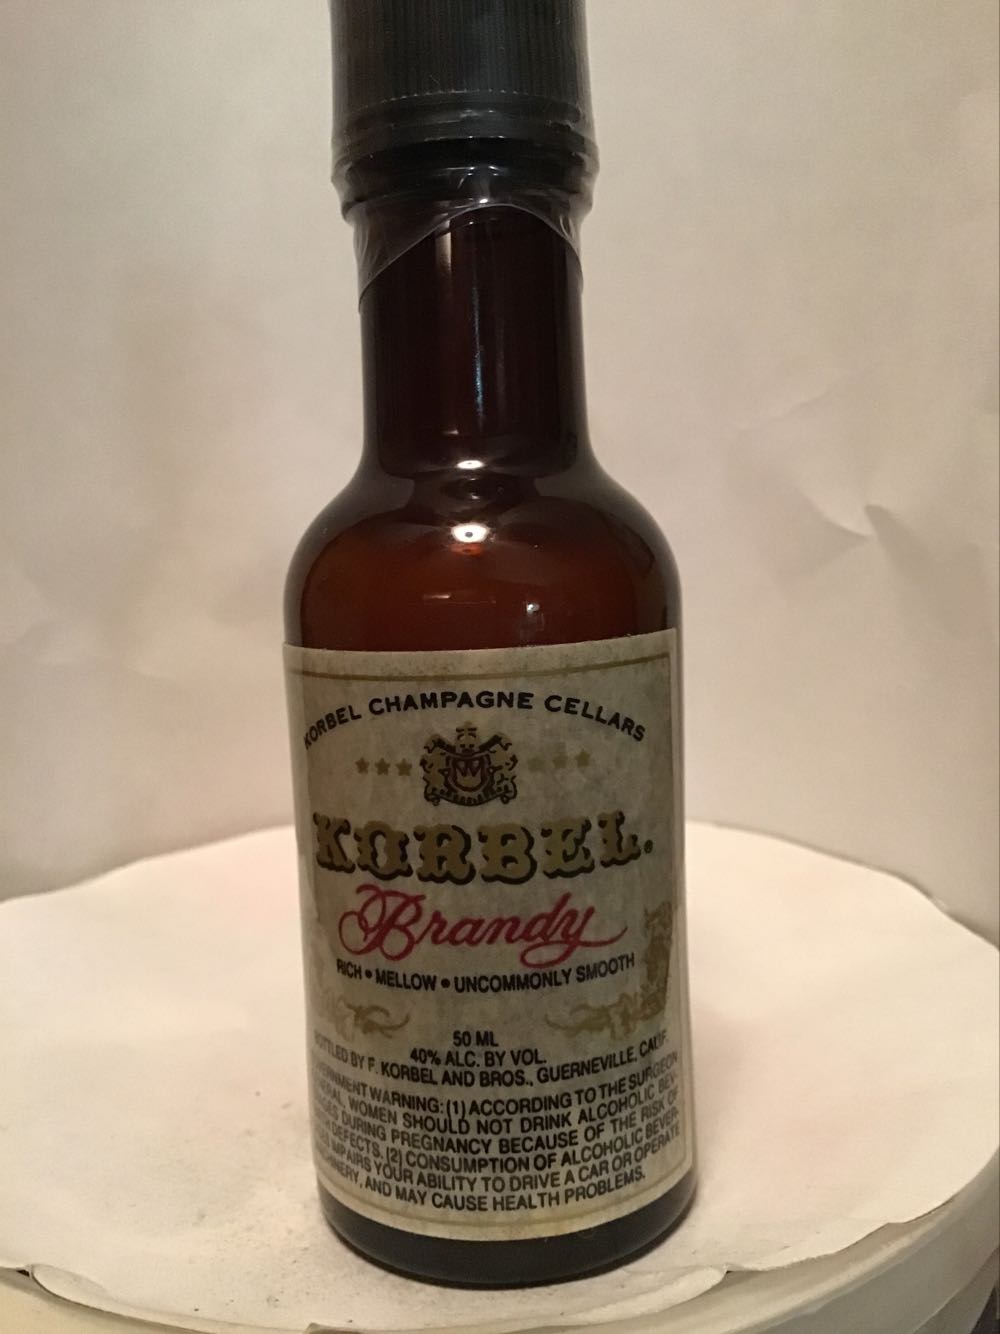 KORBEL CHAMPAGNE CELLARS
KORBEL®
Brandy
RICH • MELLOW • UNCOMMONLY SMOOTH
50 ML
40% ALC. BY VOL.
BOTTLED BY F. KORBEL AND BROS., GUERNEVILLE, CALIF.
WARNING: (1) ACCORDING TO THE SURGEON
WOMEN SHOULD NOT DRINK ALCOHOLIC BEV-
DURING PREGNANCY BECAUSE OF THE RISK OF
DEFECTS. (2) CONSUMPTION OF ALCOHOLIC BEVER-
IMPAIRS YOUR ABILITY TO DRIVE A CAR OR OPERATE
AND MAY CAUSE HEALTH PROBLEMS.